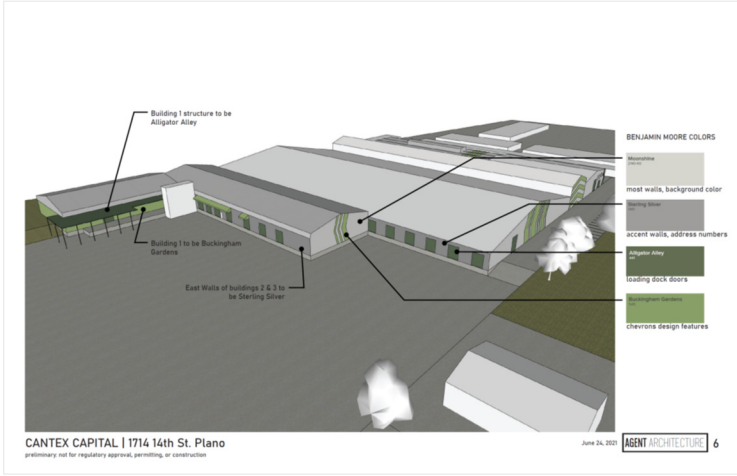 Building 1 structure to be
Alligator Alley
BENJAMIN MOORE COLORS
Moonshine
most walls, background color
Sterling Silver
accent walls, address numbers
Alligator Alley
loading dock doors
Buckingham Gardens
chevrons design features
Building 1 to be Buckingham
Gardens
East Walls of buildings 2 & 3 to
be Sterling Silver
CANTEX CAPITAL | 1714 14th St. Plano
preliminary: not for regulatory approval, permitting, or construction
June 24, 2021
AGENT ARCHITECTURE
6